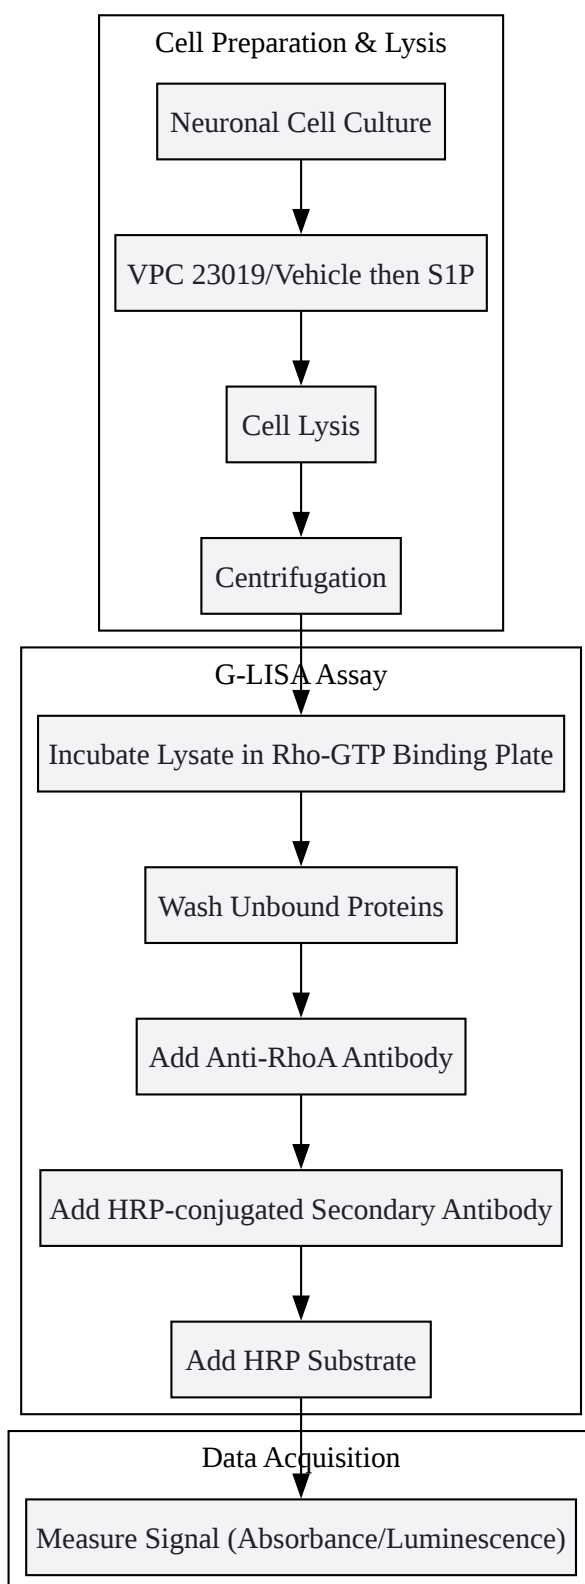 Cell Preparation & Lysis
Neuronal Cell Culture
VPC 23019/Vehicle then S1P
Cell Lysis
Centrifugation
G-LISA Assay
Incubate Lysate in Rho-GTP Binding Plate
Wash Unbound Proteins
Add Anti-RhoA Antibody
Add HRP-conjugated Secondary Antibody
Add HRP Substrate
Data Acquisition
Measure Signal (Absorbance/Luminescence)